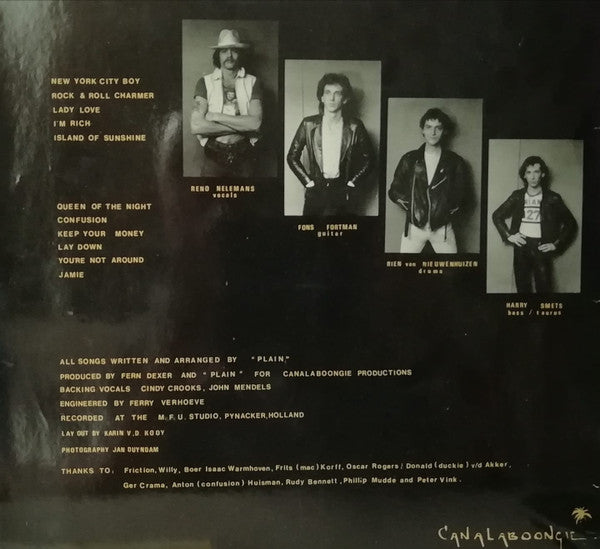 NEW YORK CITY BOY
ROCK & ROLL CHARMER
LADY LOVE
I'M RICH
ISLAND OF SUNSHINE
QUEEN OF THE NIGHT
CONFUSION
KEEP YOUR MONEY
LAY DOWN
YOU'RE NOT AROUND
JAMIE
RENO NELEMANS
vocals
FONS FORTMAN
guitar
RIEN van NIEUWENHUIZEN
drums
27
HARRY SMETS
bass / taurus
ALL SONGS WRITTEN AND ARRANGED BY "PLAIN,"
PRODUCED BY FERN DEXER AND "PLAIN" FOR CANALABOONGIE PRODUCTIONS
BACKING VOCALS CINDY CROOKS, JOHN MENDELS
ENGINEERED BY FERRY VERHOEVE
RECORDED AT THE M.F.U. STUDIO, PYNACKER, HOLLAND
LAY OUT BY KARIN V.D. KOOY
PHOTOGRAPHY JAN DUYNDAM
THANKS TO, Friction, Willy, Boer Isaac Warmhoven, Frits (mac) Korff, Oscar Rogers / Donald (duckie) v/d Akker,
Ger Crama, Anton (confusion) Huisman, Rudy Bennett, Phillip Mudde and Peter Vink.
CANALABOONGIE